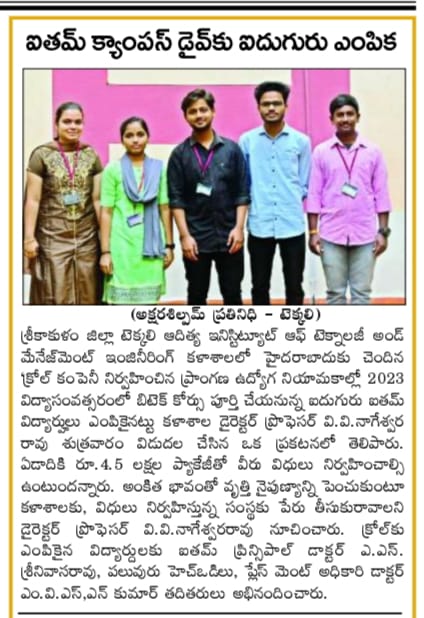 ఐతమ్ క్యాంపస్ డ్రైవ్‌కు ఐదుగురు ఎంపిక
(అక్షరశిల్పమ్ ప్రతినిధి - టెక్కలి)
శ్రీకాకుళం జిల్లా టెక్కలి ఆదిత్య ఇనిస్టిట్యూట్ ఆఫ్ టెక్నాలజీ అండ్
మేనేజ్‌మెంట్ ఇంజినీరింగ్ కళాశాలలో హైదరాబాదుకు చెందిన
'క్రోల్ కంపెనీ నిర్వహించిన ప్రాంగణ ఉద్యోగ నియామకాల్లో 2023
విద్యాసంవత్సరంలో బిటెక్ కోర్సు పూర్తి చేయనున్న ఐదుగురు ఐతమ్
విద్యార్థులు ఎంపికైనట్టు కళాశాల డైరెక్టర్ ప్రొఫెసర్ వి.వి.నాగేశ్వర
రావు శుత్రవారం విడుదల చేసిన ఒక ప్రకటనలో తెలిపారు.
ఏడాదికి రూ.4.5 లక్షల ప్యాకేజీతో వీరు విధులు నిర్వహించాల్సి
ఉంటుందన్నారు. అంకిత భావంతో వృత్తి నైపుణ్యాన్ని పెంచుకుంటూ
కళాశాలకు, విధులు నిర్వహిస్తున్న సంస్థకు పేరు తీసుకురావాలని
డైరెక్టర్ ప్రొఫెసర్ వి.వి.నాగేశ్వరరావు సూచించారు. క్రోల్‌కు
ఎంపికైన విద్యార్థులకు ఐతమ్ ప్రిన్సిపాల్ డాక్టర్ ఎ.ఎస్.
శ్రీనివాసరావు, పలువురు హెచ్ఒడిలు, ప్లేస్ మెంట్ అధికారి డాక్టర్
ఎం.వి.ఎస్,ఎన్ కుమార్ తదితరులు అభినందించారు.